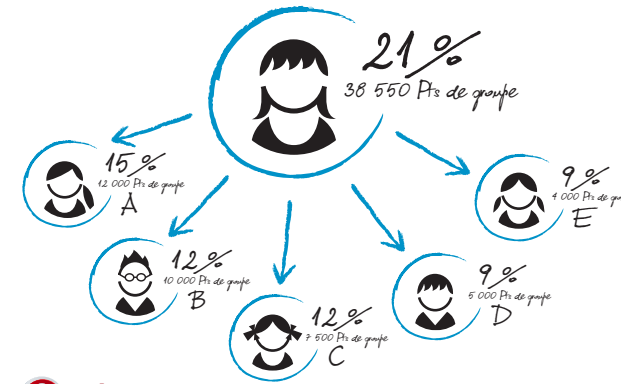 21%
38 550 Pts de groupe
15%
12 000 Pts de groupe
A
12%
10 000 Pts de groupe
B
12%
7 500 Pts de groupe
C
9%
5 000 Pts de groupe
D
9%
4 000 Pts de
E